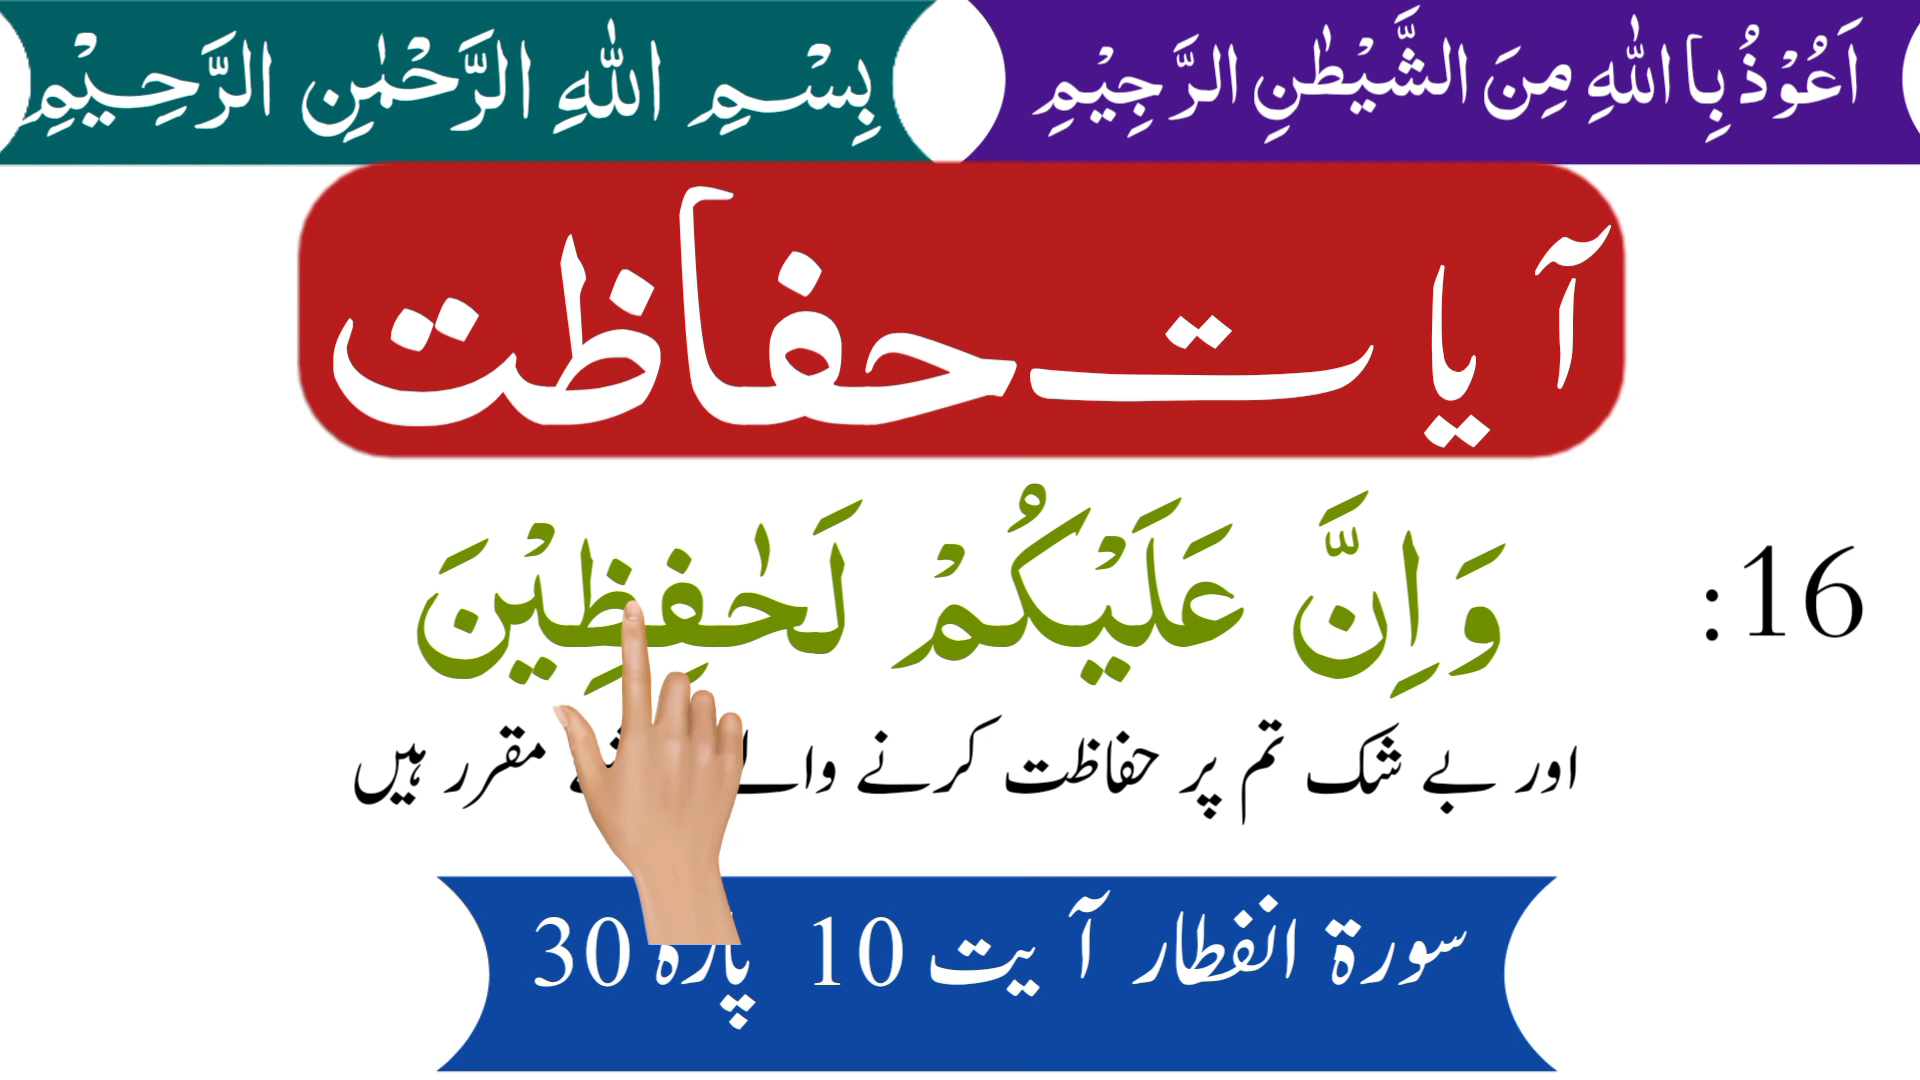 اَعُوْذُ بِا اللّٰهِ مِنَ الشَّيْطٰنِ الرَّجِيْمِ
بِسْمِ اللّٰهِ الرَّحْمٰنِ الرَّحِيْمِ
آیات حفاظت
16:
وَاِنَّ عَلَيْكُمْ لَحٰفِظِيْنَ
اور بے شک تم پر حفاظت کرنے والے مقرر ہیں
سورۃ انفطار آیت 10 پارہ 30